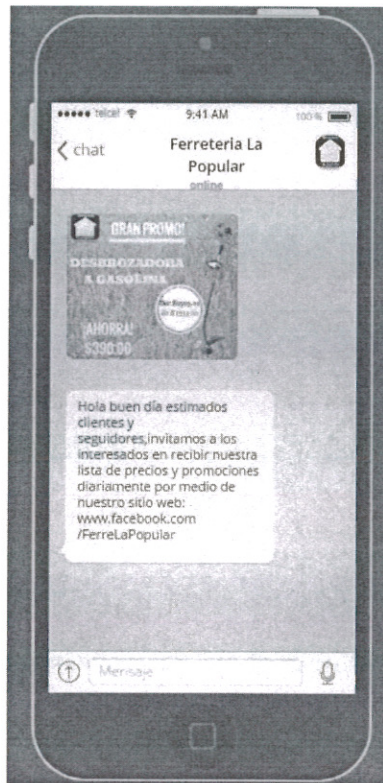 telcel 9:41 AM 100 %
chat
Ferreteria La
Popular
online
GRAN PROMO!
DESBROZADORA
A GASOLINA
¡AHORRA!
$390.00
Hola buen día estimados
clientes y
seguidores,invitamos a los
interesados en recibir nuestra
lista de precios y promociones
diariamente por medio de
nuestro sitio web:
www.facebook.com
/FerreLaPopular
Mensaje